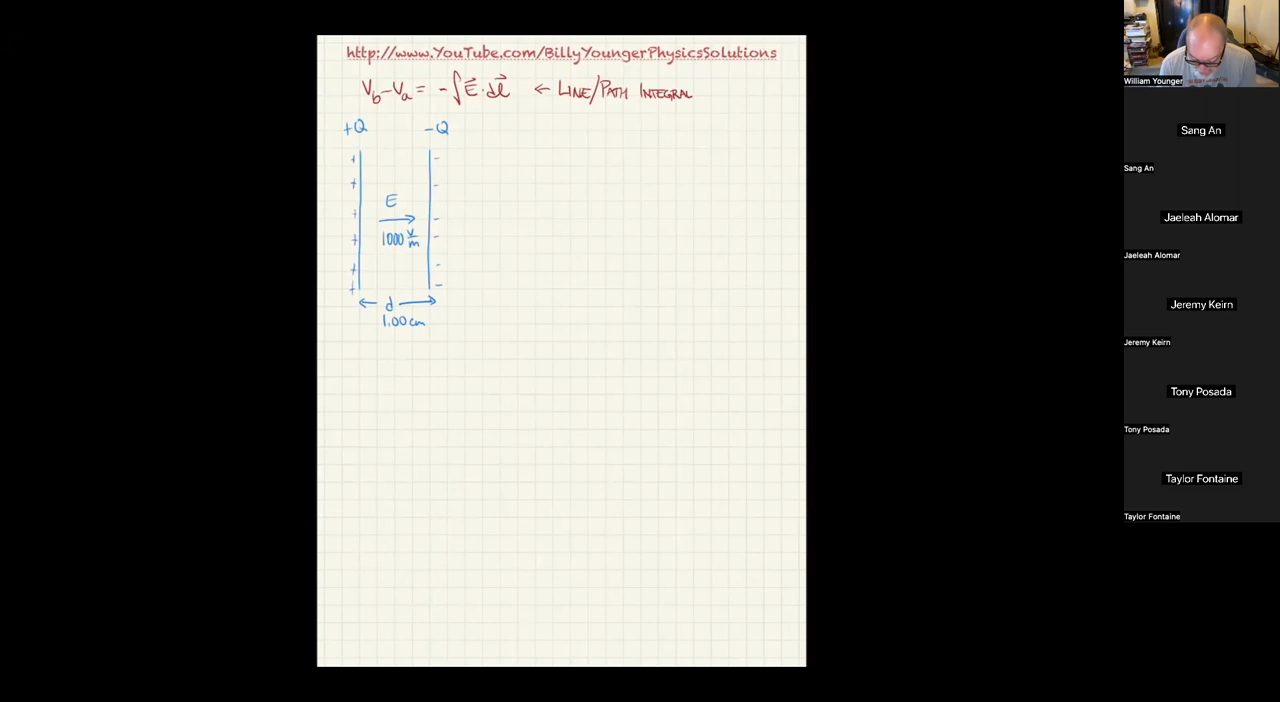 http://www.YouTube.com/BillyYoungerPhysicsSolutions
V_b - V_a = - ∫ E⃗ · dl⃗ ← LINE/PATH INTEGRAL
+Q -Q
E
1000 V/m
d
1.00 cm
William Younger
Sang An
Sang An
Jaeleah Alomar
Jaeleah Alomar
Jeremy Keirn
Jeremy Keirn
Tony Posada
Tony Posada
Taylor Fontaine
Taylor Fontaine